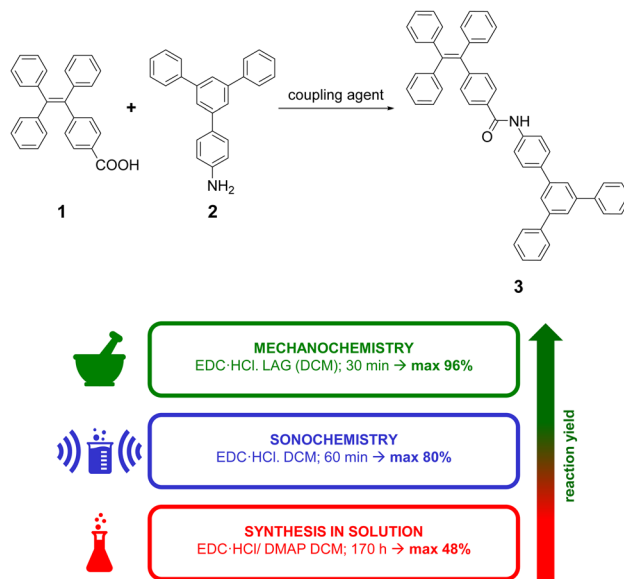 +
coupling agent
COOH
NH2
O
NH
1
2
3
MECHANOCHEMISTRY
EDC·HCl. LAG (DCM); 30 min → max 96%
SONOCHEMISTRY
EDC·HCl. DCM; 60 min → max 80%
SYNTHESIS IN SOLUTION
EDC·HCl/ DMAP DCM; 170 h → max 48%
reaction yield